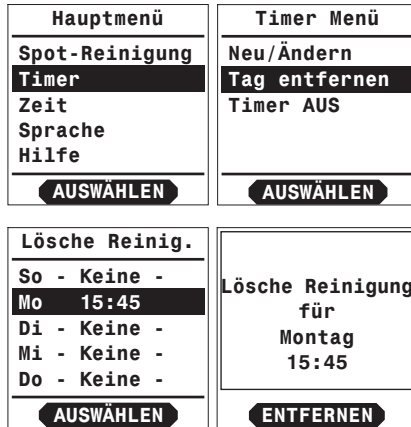 Hauptmenü
Spot-Reinigung
Timer
Zeit
Sprache
Hilfe
AUSWÄHLEN
Timer Menü
Neu/Ändern
Tag entfernen
Timer AUS
AUSWÄHLEN
Lösche Reinig.
So - Keine -
Mo 15:45
Di - Keine -
Mi - Keine -
Do - Keine -
AUSWÄHLEN
Lösche Reinigung
für
Montag
15:45
ENTFERNEN